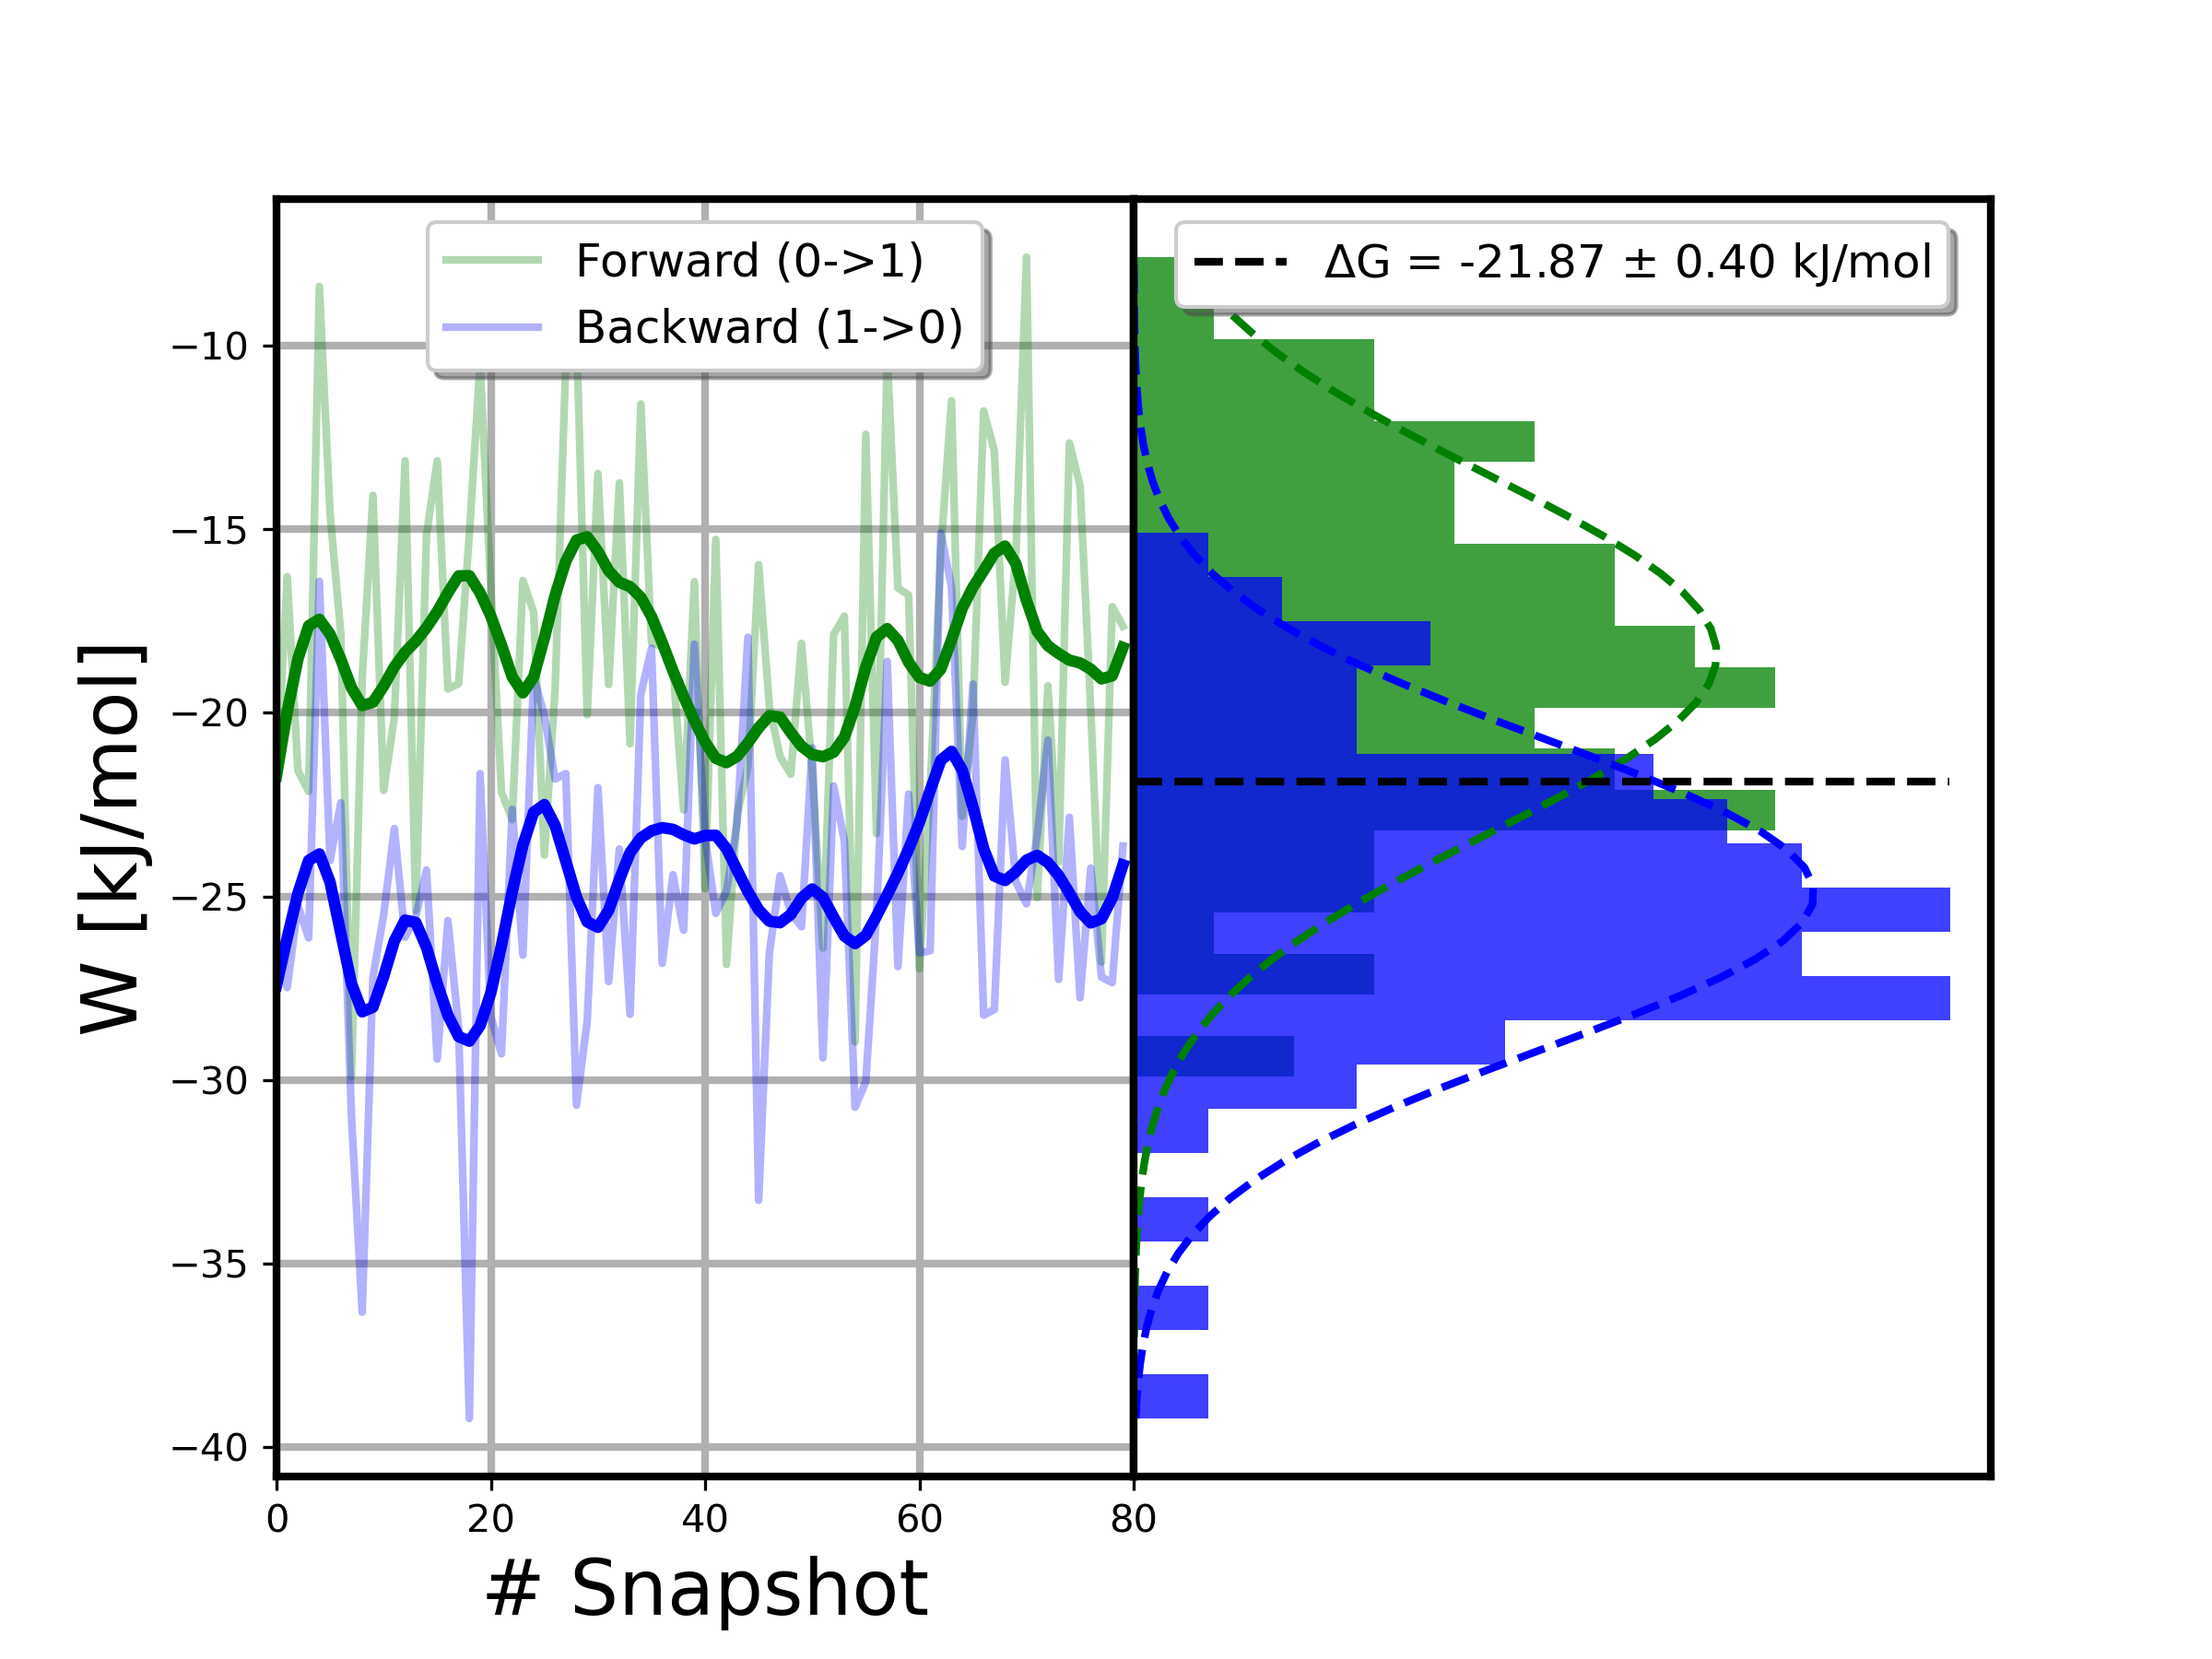 Forward (0->1)
Backward (1->0)
ΔG = -21.87 ± 0.40 kJ/mol
W [kJ/mol]
−10
−15
−20
−25
−30
−35
−40
0 20 40 60 80
# Snapshot